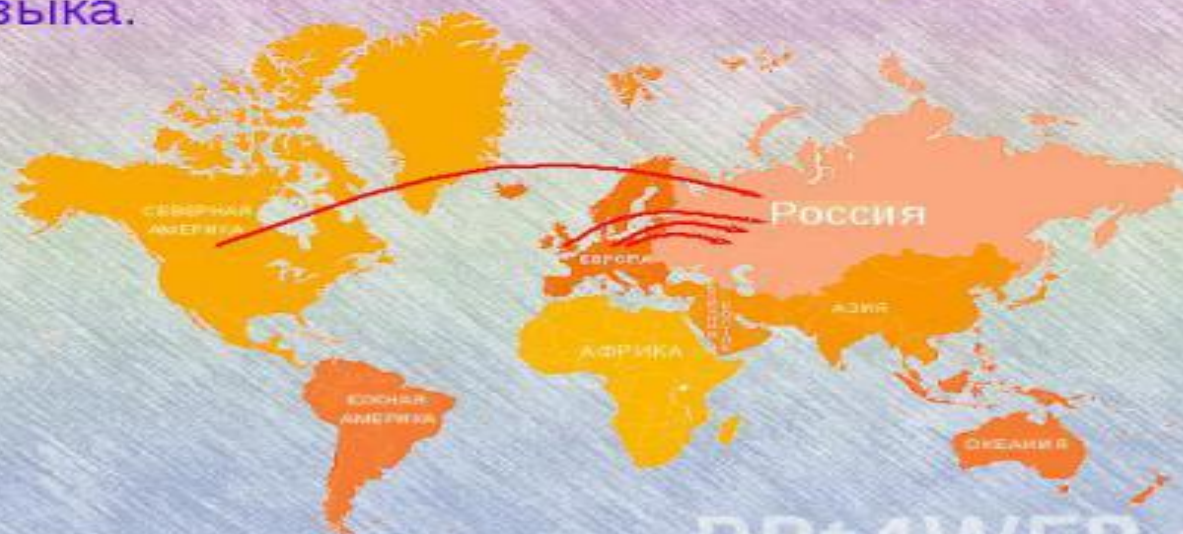 зыка.
СЕВЕРНАЯ
АМЕРИКА
Россия
ЕВРОПА
АЗИЯ
АФРИКА
ЮЖНАЯ
АМЕРИКА
ОКЕАНИЯ